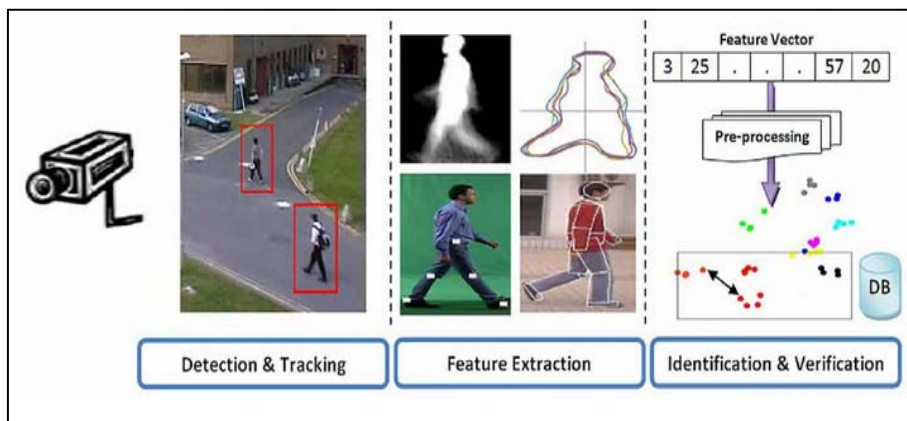 Feature Vector
3 25 . . . 57 20
Pre-processing
DB
Detection & Tracking
Feature Extraction
Identification & Verification